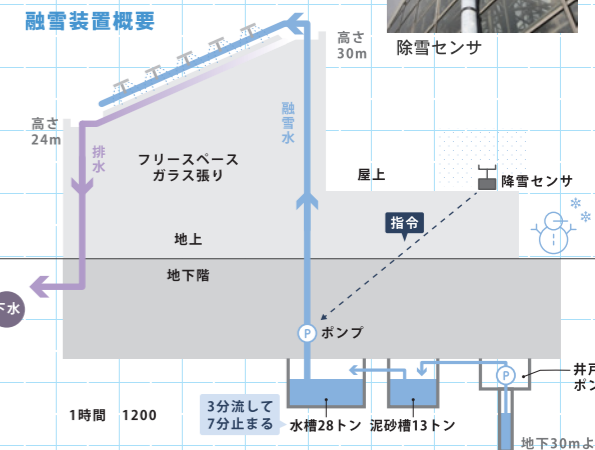 融雪装置概要
除雪センサ
高さ
30m
高さ
24m
融雪水
排水
フリースペース
ガラス張り
屋上
降雪センサ
指令
地上
地下階
下水
P
ポンプ
P
井戸
ポン
1時間 1200
3分流して
7分止まる
水槽28トン
泥砂槽13トン
地下30mよ